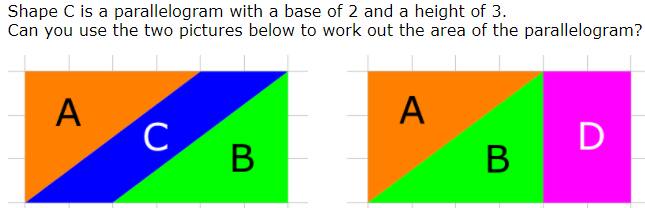 Shape C is a parallelogram with a base of 2 and a height of 3.
Can you use the two pictures below to work out the area of the parallelogram?
A
C
B
A
B
D